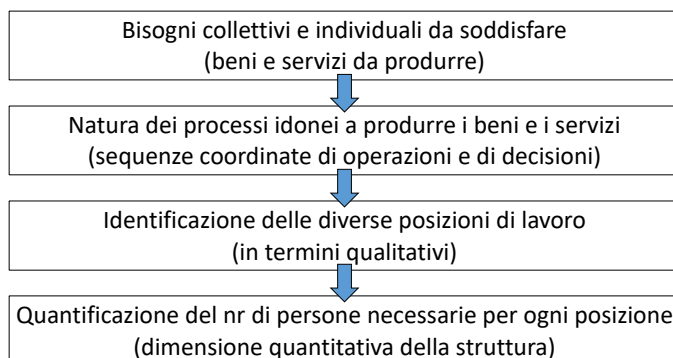 Bisogni collettivi e individuali da soddisfare
(beni e servizi da produrre)
Natura dei processi idonei a produrre i beni e i servizi
(sequenze coordinate di operazioni e di decisioni)
Identificazione delle diverse posizioni di lavoro
(in termini qualitativi)
Quantificazione del nr di persone necessarie per ogni posizione
(dimensione quantitativa della struttura)